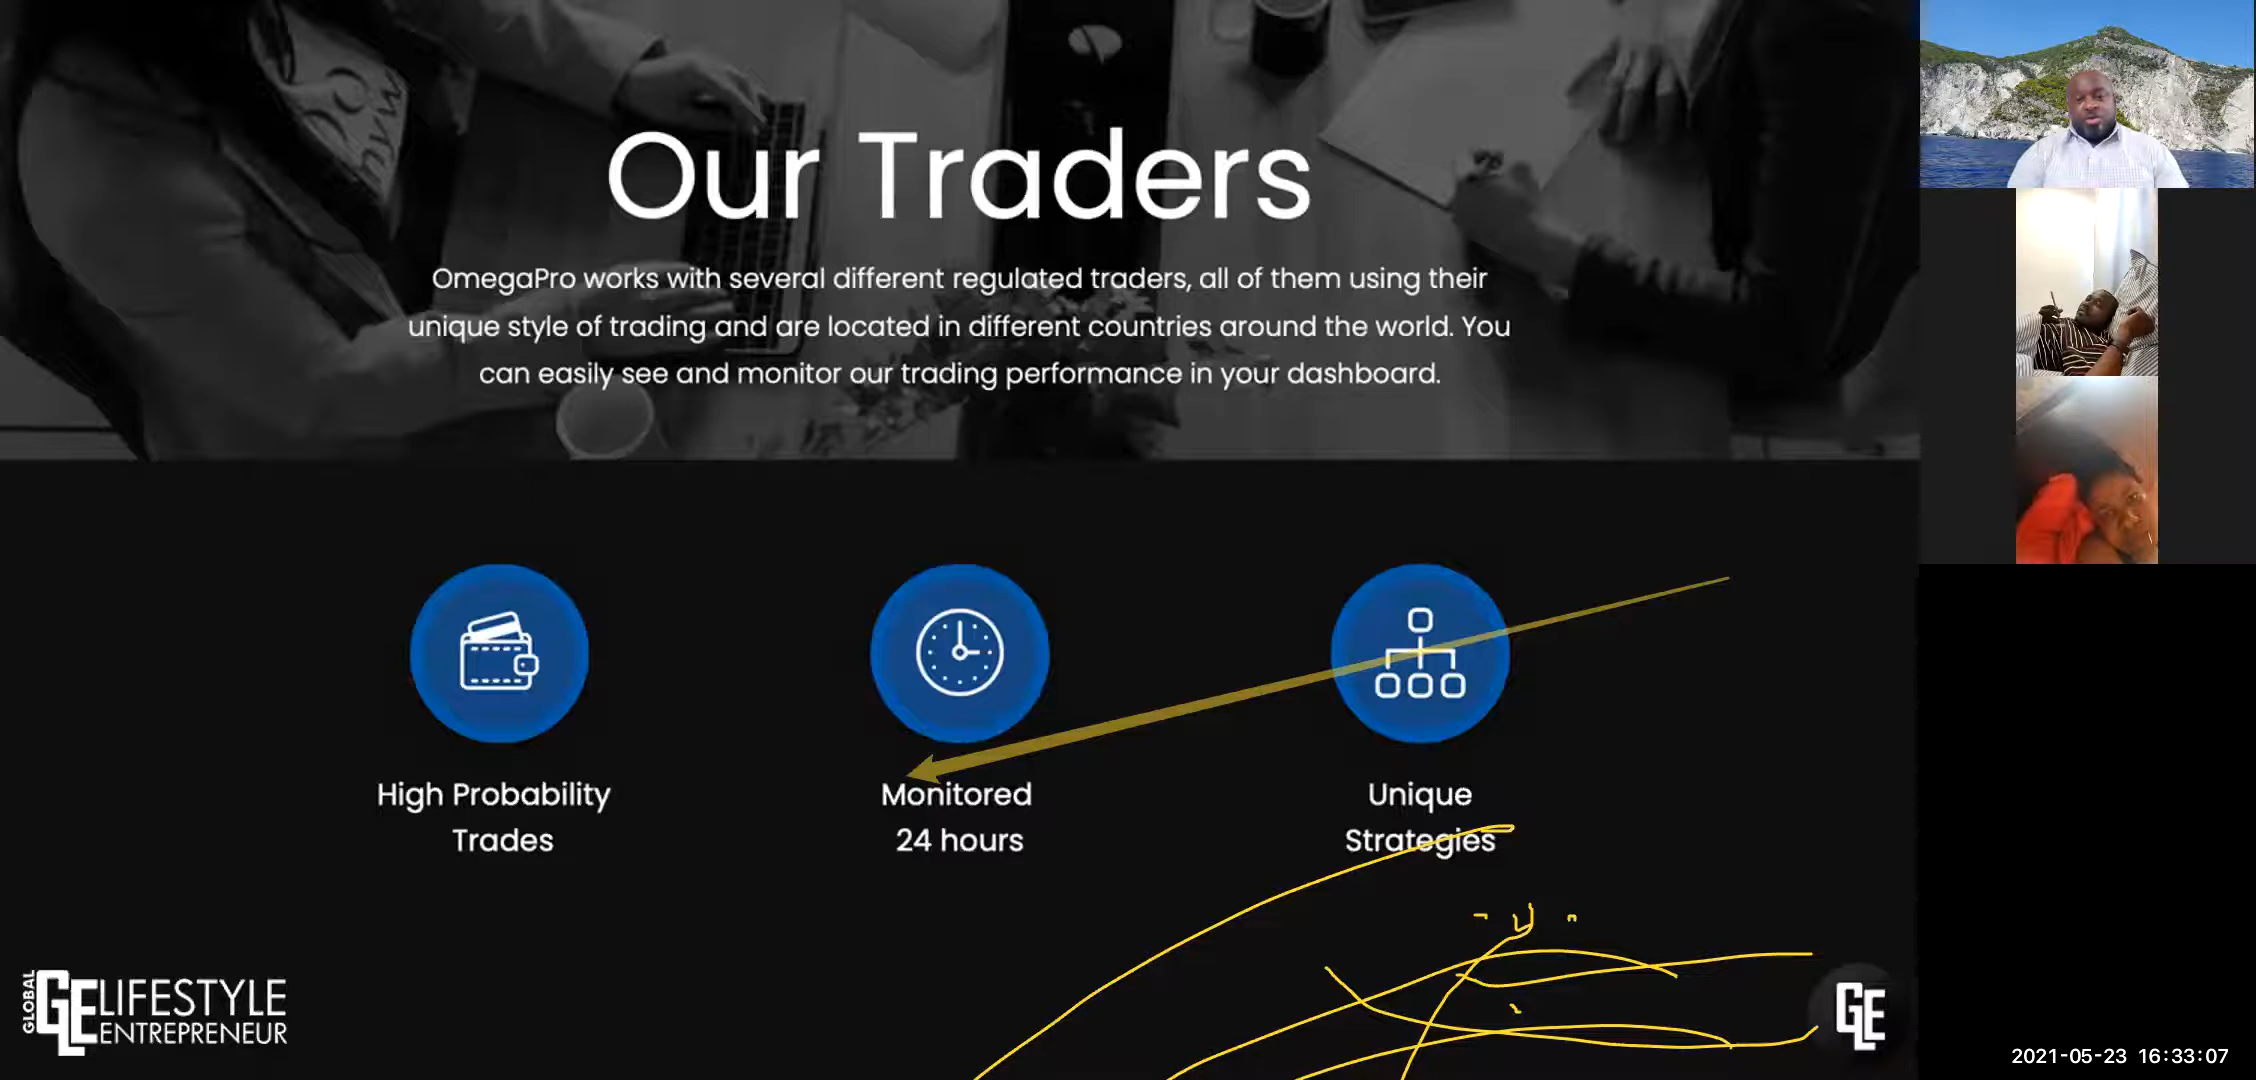 Our Traders
OmegaPro works with several different regulated traders, all of them using their
unique style of trading and are located in different countries around the world. You
can easily see and monitor our trading performance in your dashboard.
High Probability
Trades
Monitored
24 hours
Unique
Strategies
GLOBAL
GLE LIFESTYLE
ENTREPRENEUR
GLE
2021-05-23 16:33:07